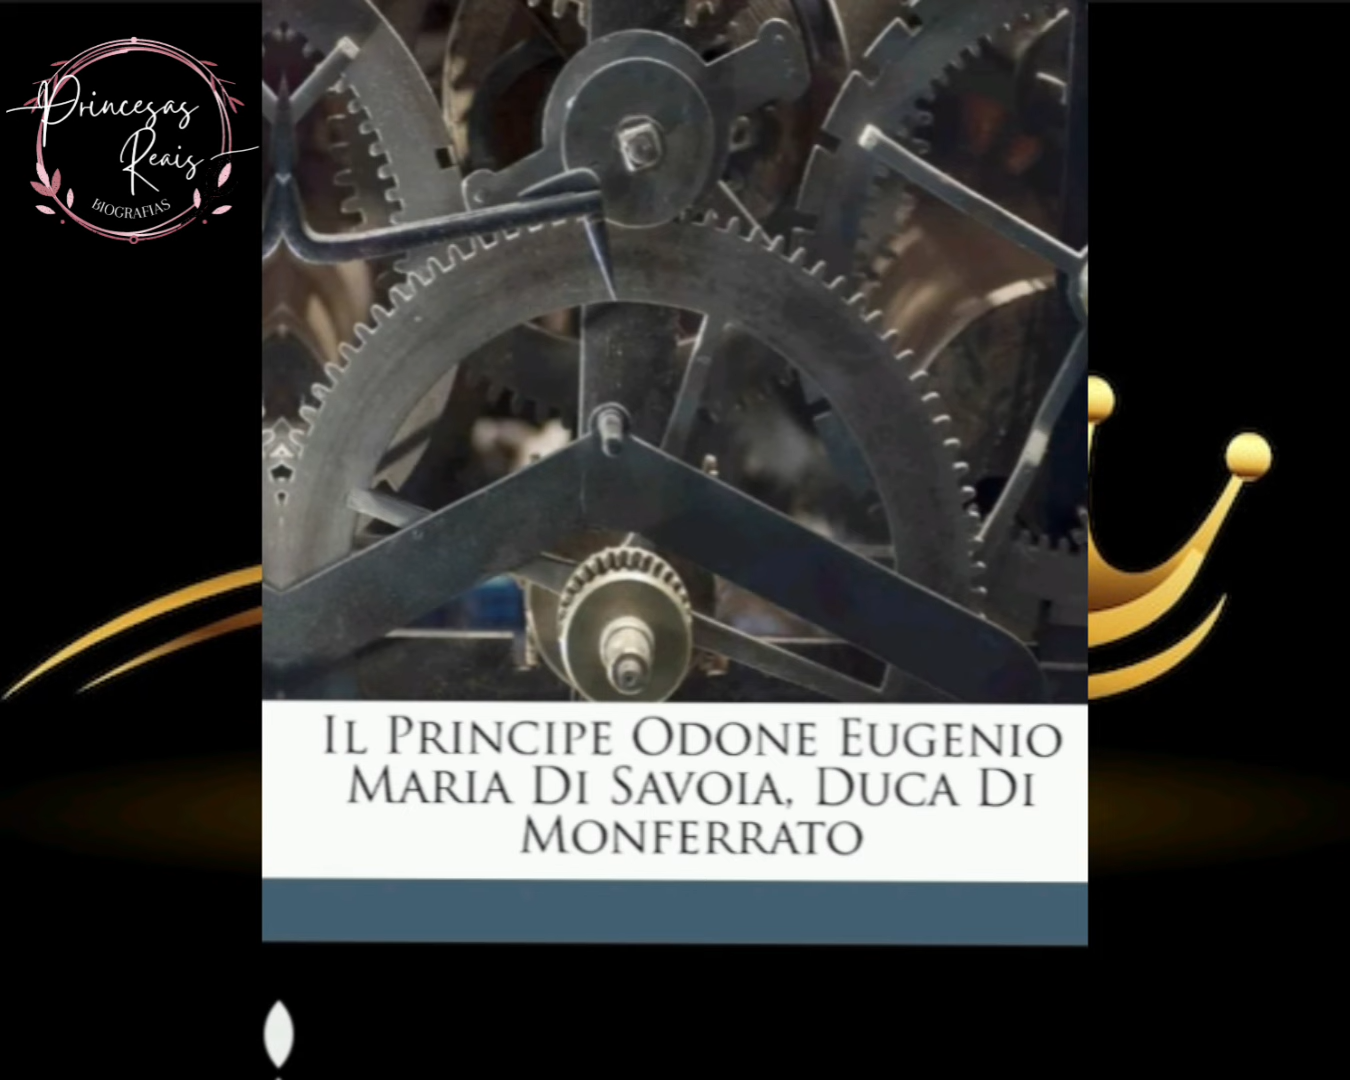 Princesas
Reais
BIOGRAFIAS
IL PRINCIPE ODONE EUGENIO
MARIA DI SAVOIA, DUCA DI
MONFERRATO